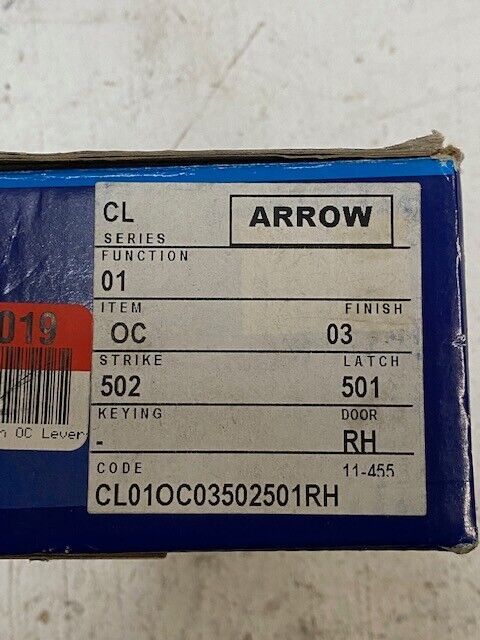 CL ARROW
SERIES
FUNCTION
01
ITEM FINISH
OC 03
STRIKE LATCH
502 501
KEYING DOOR
- RH
CODE 11-455
CL01OC03502501RH
019
OC Lever